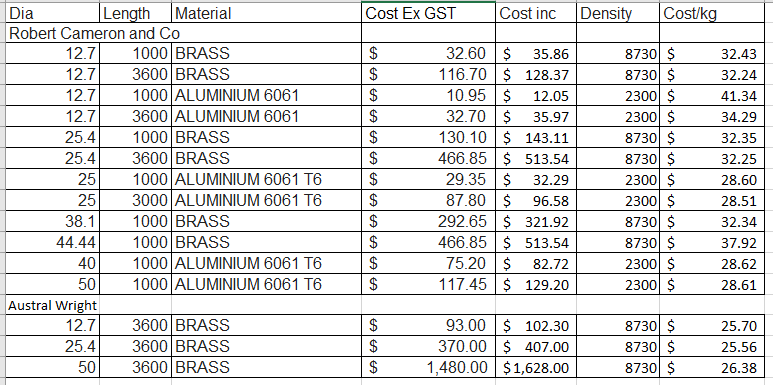 Dia Length Material Cost Ex GST Cost inc Density Cost/kg
Robert Cameron and Co
12.7 1000 BRASS $ 32.60 $ 35.86 8730 $ 32.43
12.7 3600 BRASS $ 116.70 $ 128.37 8730 $ 32.24
12.7 1000 ALUMINIUM 6061 $ 10.95 $ 12.05 2300 $ 41.34
12.7 3600 ALUMINIUM 6061 $ 32.70 $ 35.97 2300 $ 34.29
25.4 1000 BRASS $ 130.10 $ 143.11 8730 $ 32.35
25.4 3600 BRASS $ 466.85 $ 513.54 8730 $ 32.25
25 1000 ALUMINIUM 6061 T6 $ 29.35 $ 32.29 2300 $ 28.60
25 3000 ALUMINIUM 6061 T6 $ 87.80 $ 96.58 2300 $ 28.51
38.1 1000 BRASS $ 292.65 $ 321.92 8730 $ 32.34
44.44 1000 BRASS $ 466.85 $ 513.54 8730 $ 37.92
40 1000 ALUMINIUM 6061 T6 $ 75.20 $ 82.72 2300 $ 28.62
50 1000 ALUMINIUM 6061 T6 $ 117.45 $ 129.20 2300 $ 28.61
Austral Wright
12.7 3600 BRASS $ 93.00 $ 102.30 8730 $ 25.70
25.4 3600 BRASS $ 370.00 $ 407.00 8730 $ 25.56
50 3600 BRASS $ 1,480.00 $1,628.00 8730 $ 26.38